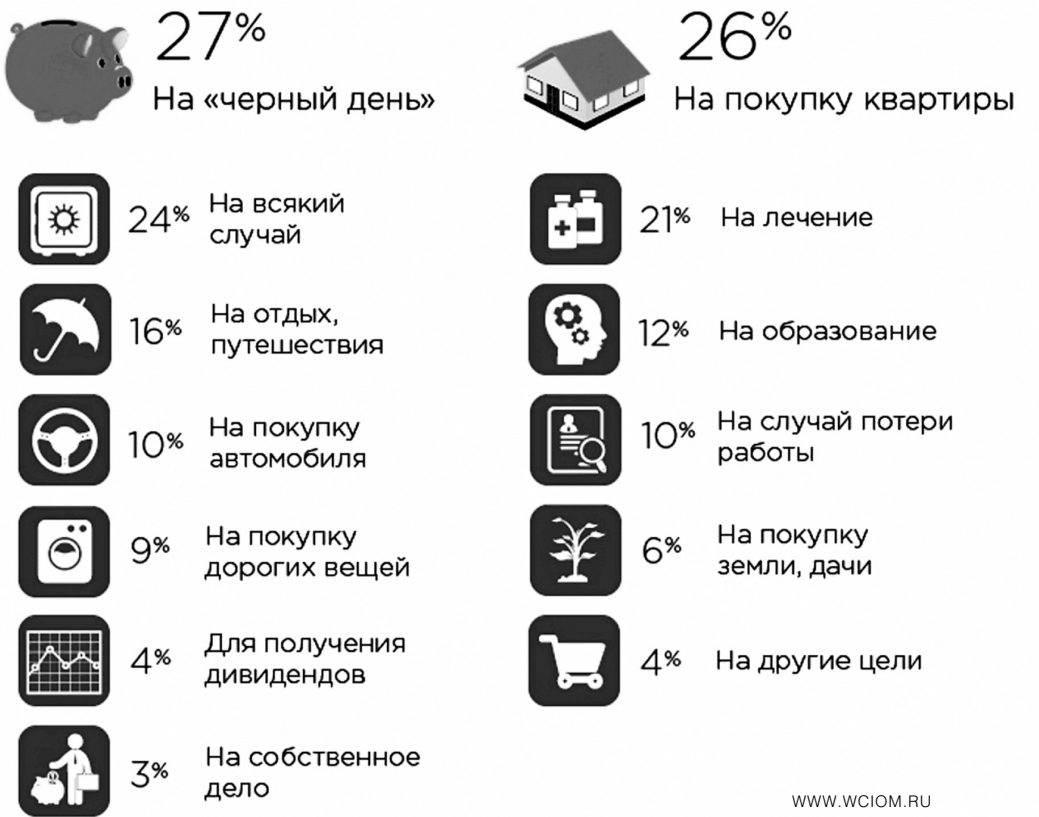 27%
На «черный день»
26%
На покупку квартиры
24% На всякий
случай
21% На лечение
16% На отдых,
путешествия
12% На образование
10% На покупку
автомобиля
10% На случай потери
работы
9% На покупку
дорогих вещей
6% На покупку
земли, дачи
4% Для получения
дивидендов
4% На другие цели
3% На собственное
дело
WWW.WCIOM.RU